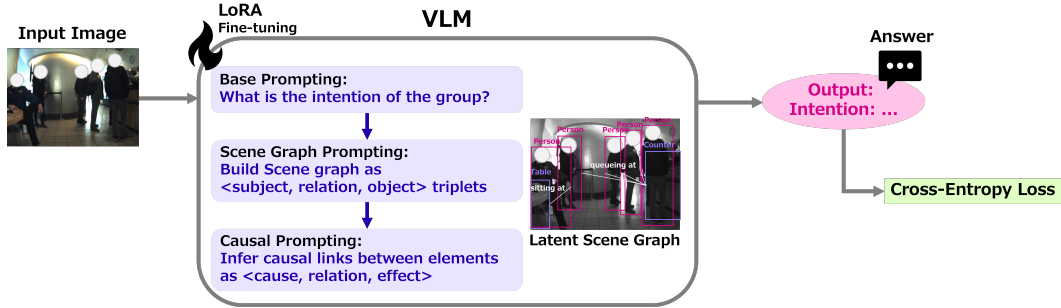 Input Image
LoRA
Fine-tuning
VLM
Base Prompting:
What is the intention of the group?
Scene Graph Prompting:
Build Scene graph as
<subject, relation, object> triplets
Causal Prompting:
Infer causal links between elements
as <cause, relation, effect>
Person
Person
Person
Person
Person
Counter
queueing at
Table
sitting at
Latent Scene Graph
Answer
Output:
Intention: ...
Cross-Entropy Loss